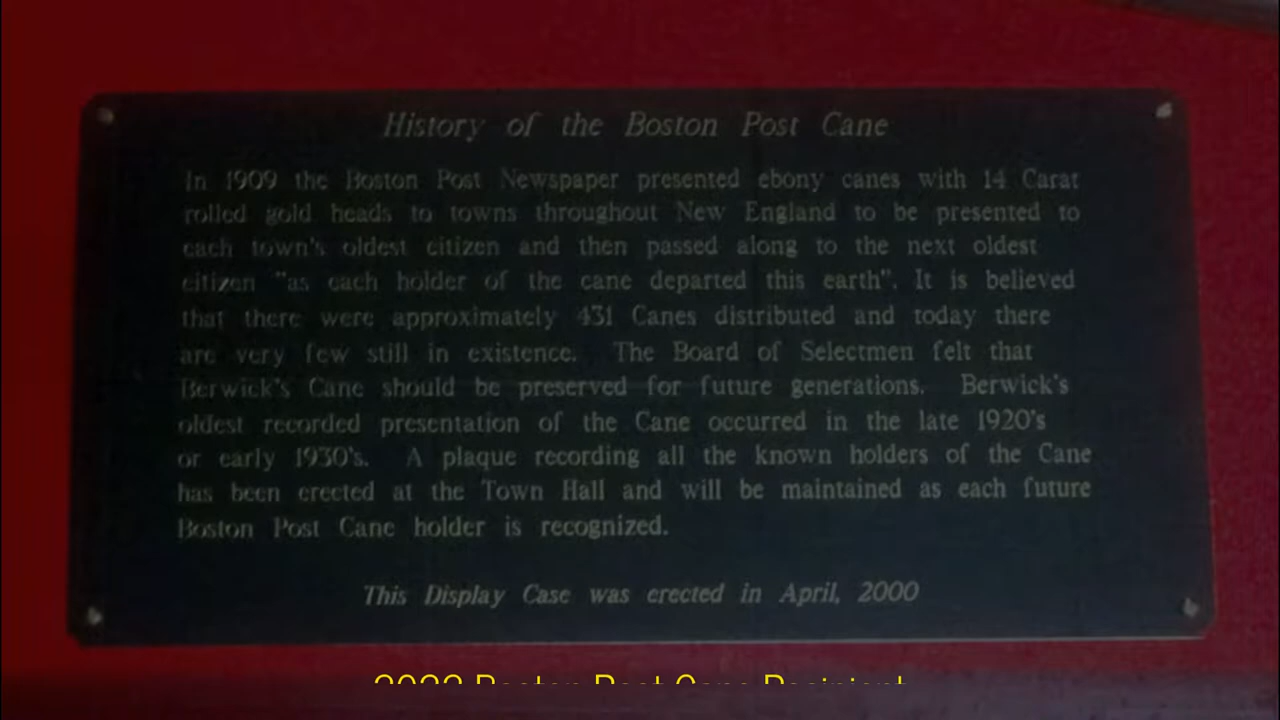 History of the Boston Post Cane
In 1909 the Boston Post Newspaper presented ebony canes with 14 Carat
rolled gold heads to towns throughout New England to be presented to
each town's oldest citizen and then passed along to the next oldest
citizen "as each holder of the cane departed this earth". It is believed
that there were approximately 431 Canes distributed and today there
are very few still in existence. The Board of Selectmen felt that
Berwick's Cane should be preserved for future generations. Berwick's
oldest recorded presentation of the Cane occurred in the late 1920's
or early 1930's. A plaque recording all the known holders of the Cane
has been erected at the Town Hall and will be maintained as each future
Boston Post Cane holder is recognized.
This Display Case was erected in April, 2000
Boston Post Cane Recipient